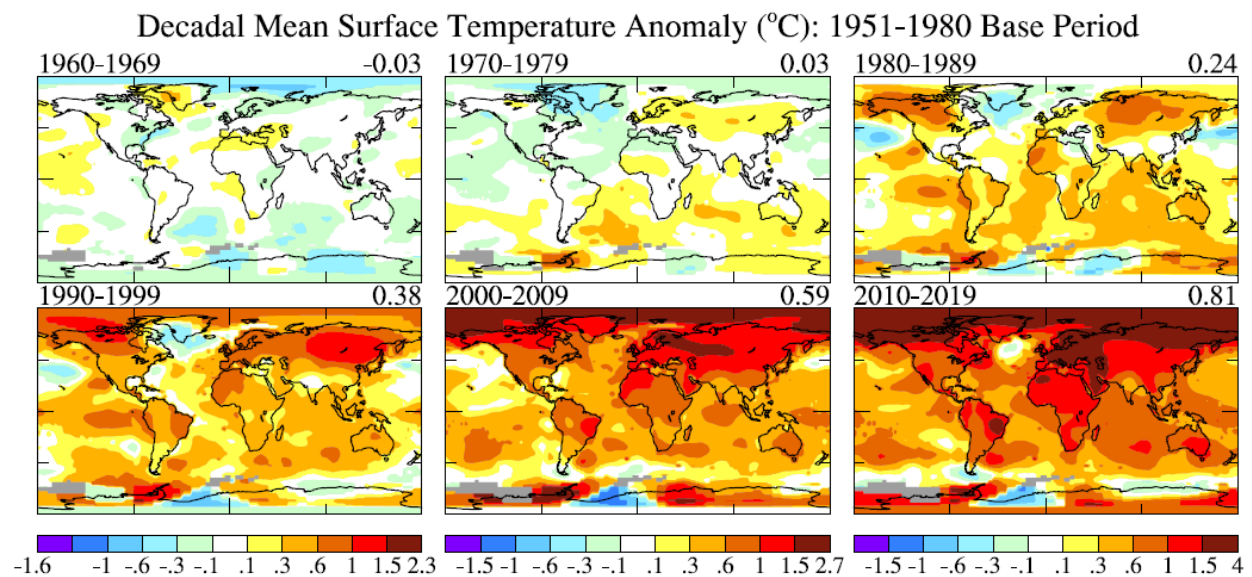 Decadal Mean Surface Temperature Anomaly (°C): 1951-1980 Base Period
1960-1969 -0.03 1970-1979 0.03 1980-1989 0.24
1990-1999 0.38 2000-2009 0.59 2010-2019 0.81
-1.6 -1 -.6 -.3 -.1 .1 .3 .6 1 1.5 2.3 -1.5 -1 -.6 -.3 -.1 .1 .3 .6 1 1.5 2.7 -1.5 -1 -.6 -.3 -.1 .1 .3 .6 1 1.5 4